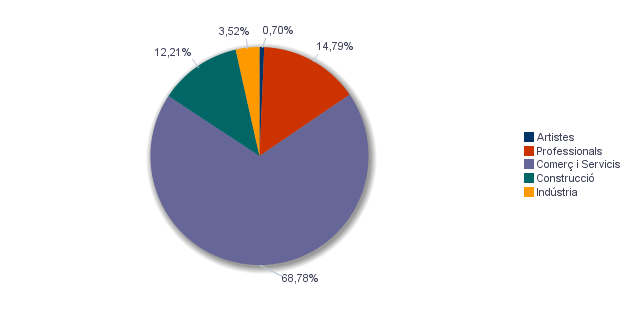 3,52%
0,70%
12,21%
14,79%
68,78%
Artistes
Professionals
Comerç i Servicis
Construcció
Indústria